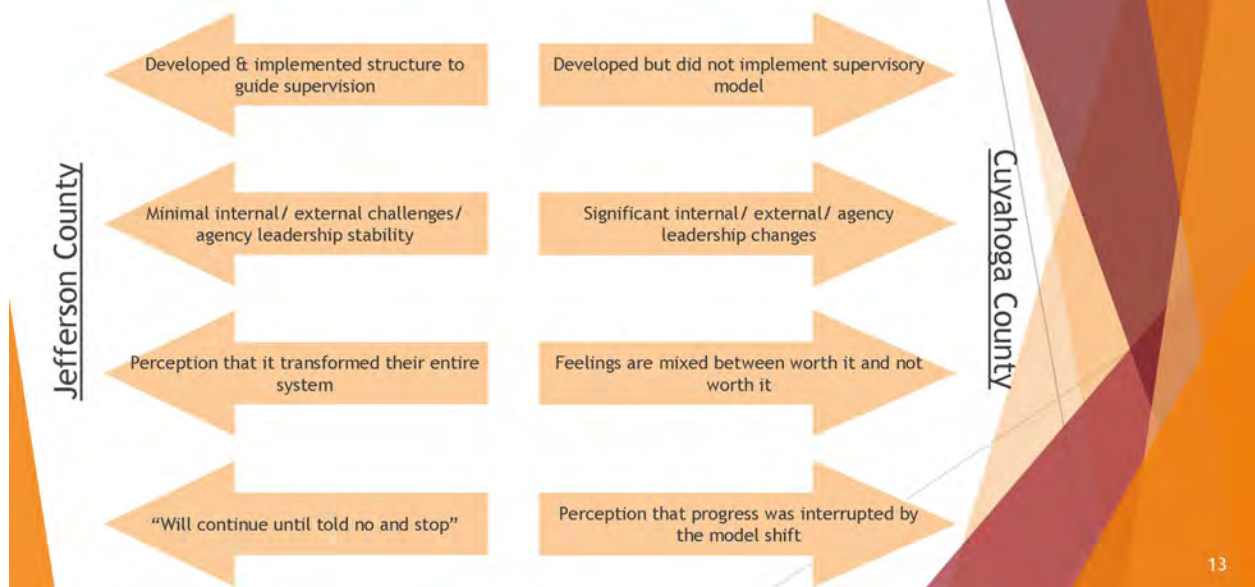 Jefferson County
Developed & implemented structure to
guide supervision
Developed but did not implement supervisory
model
Minimal internal/ external challenges/
agency leadership stability
Significant internal/ external/ agency
leadership changes
Perception that it transformed their entire
system
Feelings are mixed between worth it and not
worth it
“Will continue until told no and stop”
Perception that progress was interrupted by
the model shift
Cuyahoga County
13